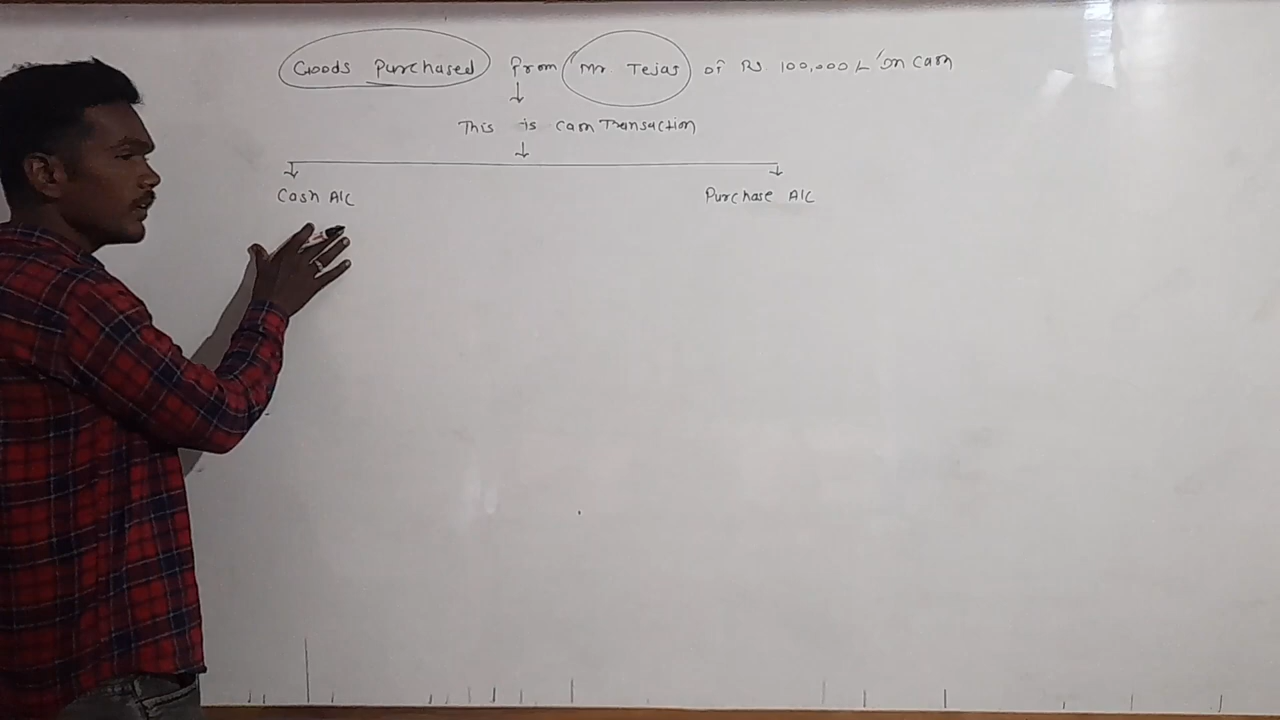 Goods Purchased From Mr Tejas of Rs 100,000/- on cash
This is cash Transaction
Cash A/C Purchase A/C